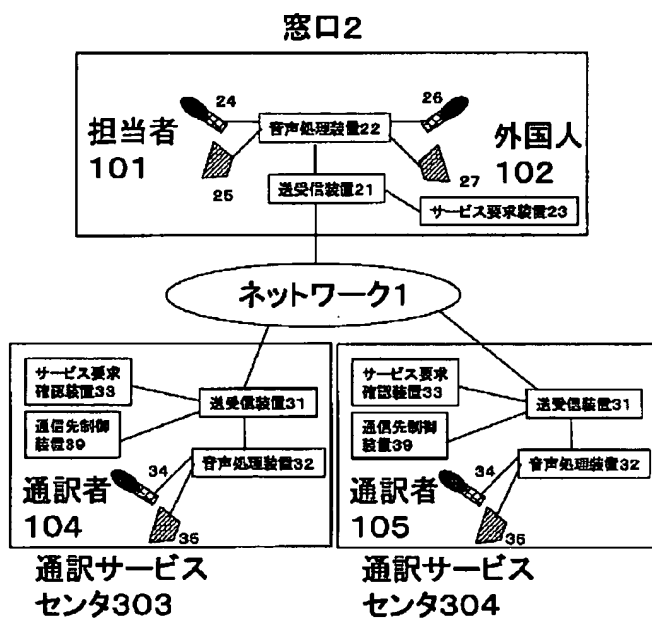 窓口2
24
26
担当者
101
音声処理装置22
外国人
102
25
27
送受信装置21
サービス要求装置23
ネットワーク1
サービス要求
確認装置33
送受信装置31
通信先制御
装置39
音声処理装置32
34
通訳者
104
35
通訳サービス
センタ303
サービス要求
確認装置33
送受信装置31
通信先制御
装置39
音声処理装置32
34
通訳者
105
35
通訳サービス
センタ304